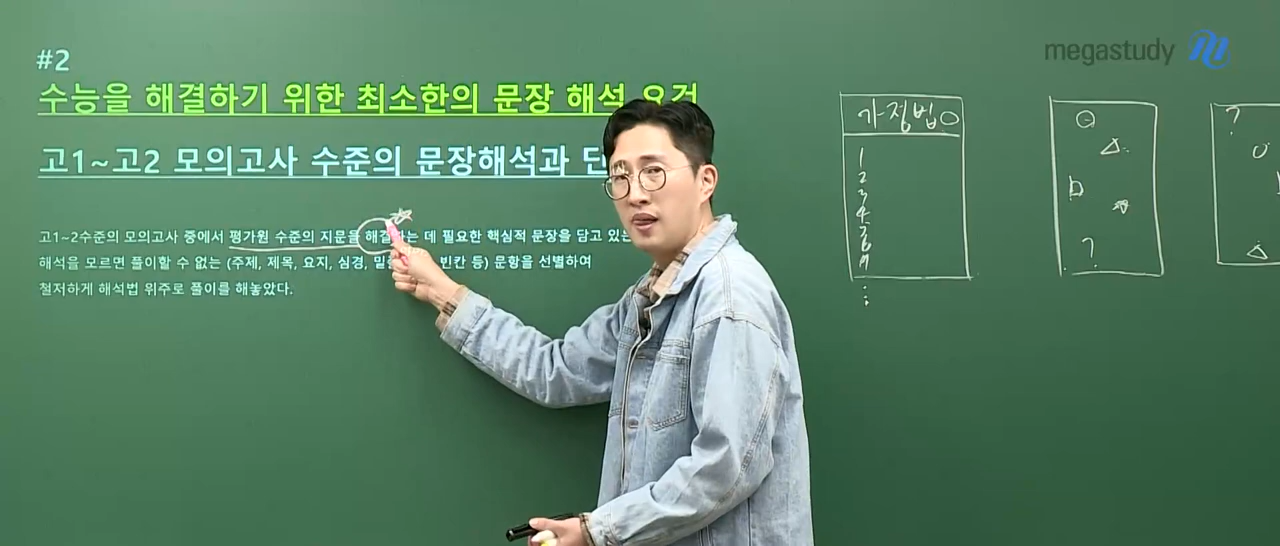 #2
수능을 해결하기 위한 최소한의 문장 해석 요건
고1~고2 모의고사 수준의 문장해석과
고1~2수준의 모의고사 중에서 평가원 수준의 지문을 해결하는 데 필요한 핵심적 문장을 담고 있는
해석을 모르면 풀이할 수 없는 (주제, 제목, 요지, 심경, 빈칸 등) 문항을 선별하여
철저하게 해석법 위주로 풀이를 해놓았다.
megastudy
가정법
1
2
3
4
5
6
?
?